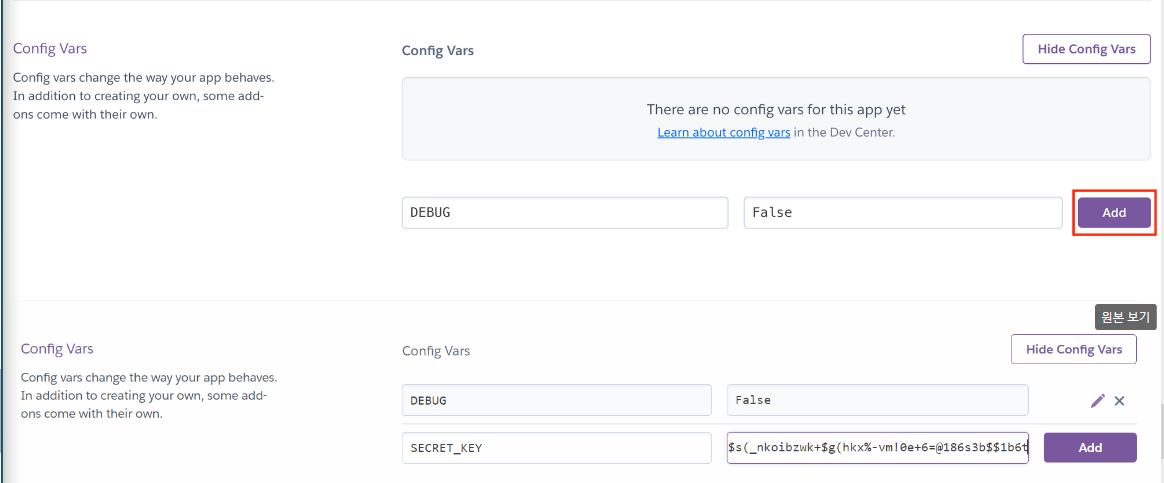 Config Vars
Config vars change the way your app behaves.
In addition to creating your own, some add-
ons come with their own.
Config Vars
Hide Config Vars
There are no config vars for this app yet
Learn about config vars in the Dev Center.
DEBUG
False
Add
원본 보기
Config Vars
Config vars change the way your app behaves.
In addition to creating your own, some add-
ons come with their own.
Config Vars
Hide Config Vars
DEBUG
False
SECRET_KEY
$s(_nkoibzwk+$g(hkx%-vm!0e+6=@186s3b$$1b6t
Add